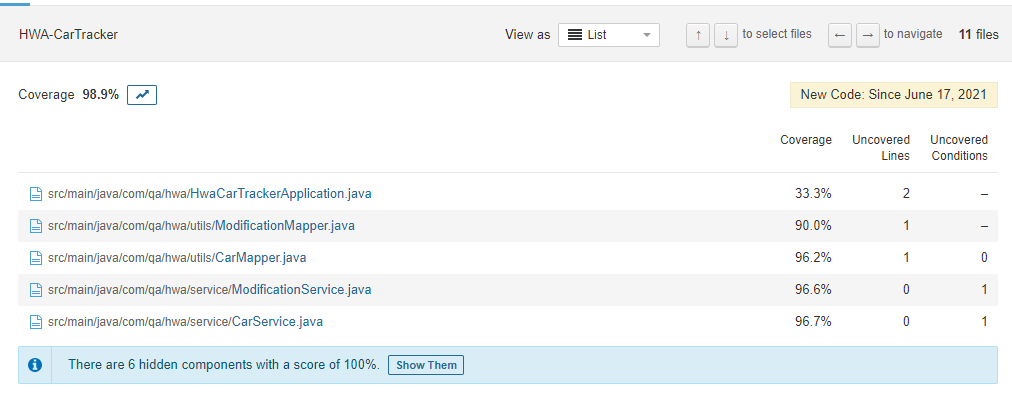 HWA-CarTracker View as List ↑ ↓ to select files ← → to navigate 11 files
Coverage 98.9% New Code: Since June 17, 2021
Coverage Uncovered Lines Uncovered Conditions
src/main/java/com/qa/hwa/HwaCarTrackerApplication.java 33.3% 2 –
src/main/java/com/qa/hwa/utils/ModificationMapper.java 90.0% 1 –
src/main/java/com/qa/hwa/utils/CarMapper.java 96.2% 1 0
src/main/java/com/qa/hwa/service/ModificationService.java 96.6% 0 1
src/main/java/com/qa/hwa/service/CarService.java 96.7% 0 1
There are 6 hidden components with a score of 100%. Show Them